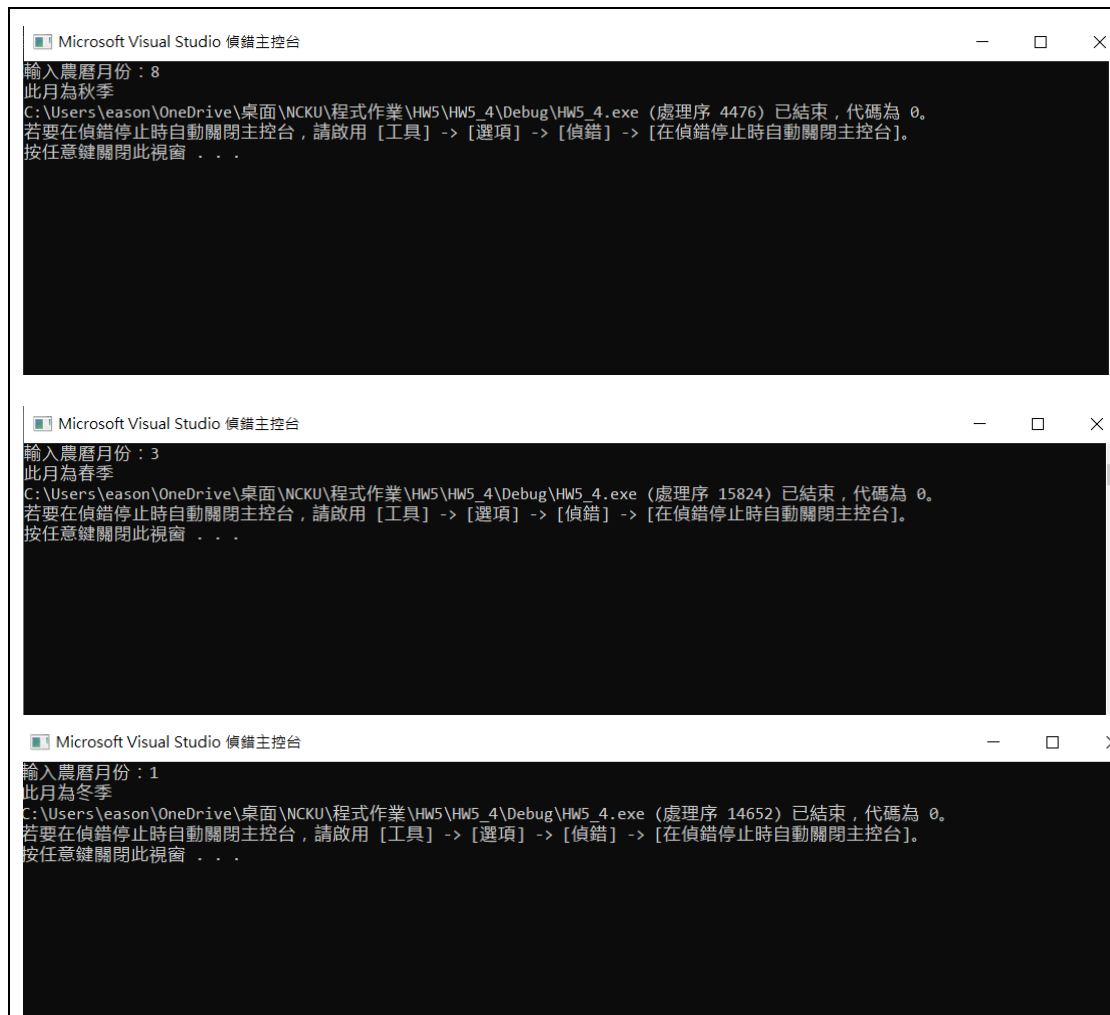 Microsoft Visual Studio 偵錯主控台
輸入農曆月份：8
此月為秋季
C:\Users\eason\OneDrive\桌面\NCKU\程式作業\HW5\HW5_4\Debug\HW5_4.exe (處理序 4476) 已結束，代碼為 0。
若要在偵錯停止時自動關閉主控台，請啟用 [工具] -> [選項] -> [偵錯] -> [在偵錯停止時自動關閉主控台]。
按任意鍵關閉此視窗 . . .
Microsoft Visual Studio 偵錯主控台
輸入農曆月份：3
此月為春季
C:\Users\eason\OneDrive\桌面\NCKU\程式作業\HW5\HW5_4\Debug\HW5_4.exe (處理序 15824) 已結束，代碼為 0。
若要在偵錯停止時自動關閉主控台，請啟用 [工具] -> [選項] -> [偵錯] -> [在偵錯停止時自動關閉主控台]。
按任意鍵關閉此視窗 . . .
Microsoft Visual Studio 偵錯主控台
輸入農曆月份：1
此月為冬季
C:\Users\eason\OneDrive\桌面\NCKU\程式作業\HW5\HW5_4\Debug\HW5_4.exe (處理序 14652) 已結束，代碼為 0。
若要在偵錯停止時自動關閉主控台，請啟用 [工具] -> [選項] -> [偵錯] -> [在偵錯停止時自動關閉主控台]。
按任意鍵關閉此視窗 . . .